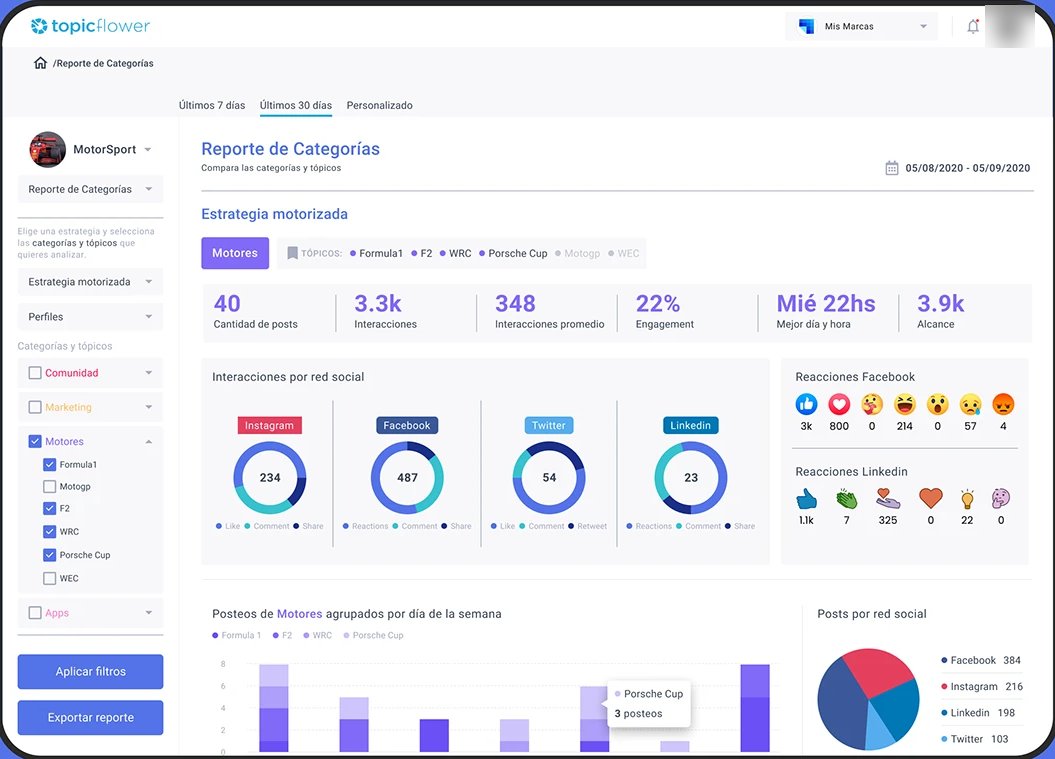 topicflower
Mis Marcas
/Reporte de Categorías
Últimos 7 días Últimos 30 días Personalizado
MotorSport
Reporte de Categorías
Elige una estrategia y selecciona
las categorías y tópicos que
quieres analizar.
Estrategia motorizada
Perfiles
Categorías y tópicos
Comunidad
Marketing
Motores
Formula1
Motogp
F2
WRC
Porsche Cup
WEC
Apps
Aplicar filtros
Exportar reporte
Reporte de Categorías
Compara las categorías y tópicos
05/08/2020 - 05/09/2020
Estrategia motorizada
Motores
TÓPICOS: Formula1 F2 WRC Porsche Cup Motogp WEC
40
Cantidad de posts
3.3k
Interacciones
348
Interacciones promedio
22%
Engagement
Mié 22hs
Mejor día y hora
3.9k
Alcance
Interacciones por red social
Instagram
234
Like Comment Share
Facebook
487
Reactions Comment Share
Twitter
54
Like Comment Retweet
Linkedin
23
Reactions Comment Share
Reacciones Facebook
3k 800 0 214 0 57 4
Reacciones Linkedin
1.1k 7 325 0 22 0
Posteos de Motores agrupados por día de la semana
Formula 1 F2 WRC Porsche Cup
8
6
4
2
0
Porsche Cup
3 posteos
Posts por red social
Facebook 384
Instagram 216
Linkedin 198
Twitter 103